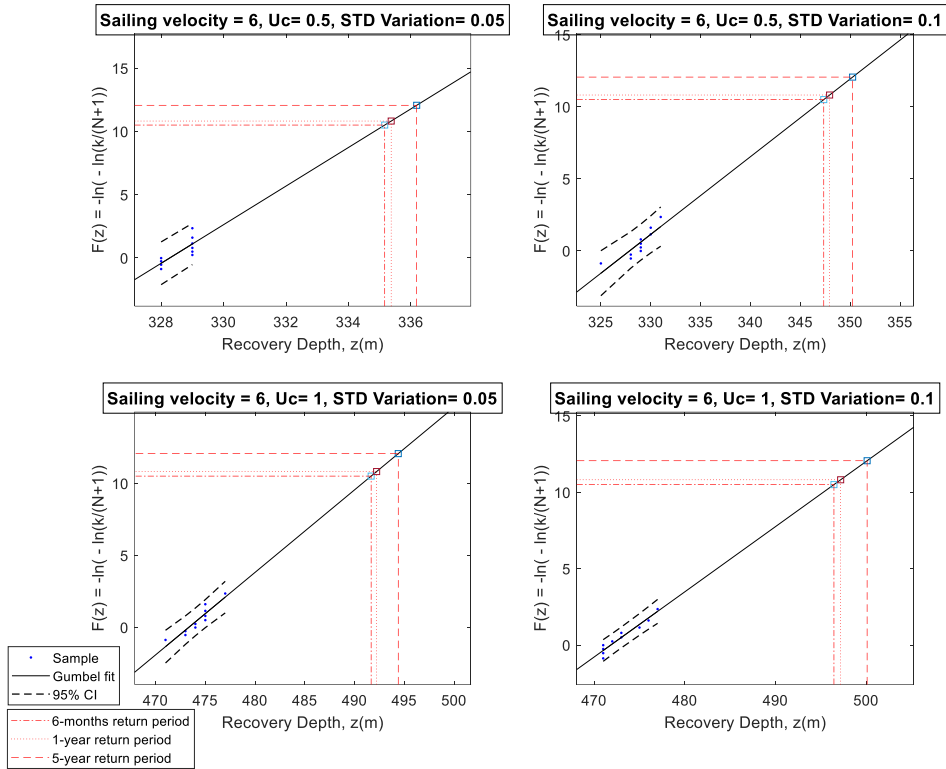 Sailing velocity = 6, Uc= 0.5, STD Variation= 0.05
F(z) = -ln( - ln(k/(N+1))
15
10
5
0
328 330 332 334 336
Recovery Depth, z(m)
Sailing velocity = 6, Uc= 0.5, STD Variation= 0.1
F(z) = -ln( - ln(k/(N+1))
15
10
5
0
325 330 335 340 345 350 355
Recovery Depth, z(m)
Sailing velocity = 6, Uc= 1, STD Variation= 0.05
F(z) = -ln( - ln(k/(N+1))
10
5
0
470 475 480 485 490 495 500
Recovery Depth, z(m)
Sailing velocity = 6, Uc= 1, STD Variation= 0.1
F(z) = -ln( - ln(k/(N+1))
15
10
5
0
470 480 490 500
Recovery Depth, z(m)
Sample
Gumbel fit
95% CI
6-months return period
1-year return period
5-year return period